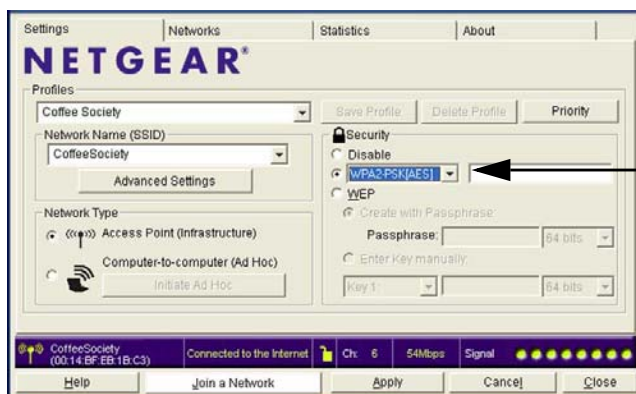 Settings Networks Statistics About
NETGEAR®
Profiles
Coffee Society Save Profile Delete Profile Priority
Network Name (SSID)
CoffeeSociety
Advanced Settings
Security
Disable
WPA2-PSK[AES]
WEP
Create with Passphrase
Passphrase: 64 bits
Enter Key manually
Key 1: 64 bits
Network Type
Access Point (Infrastructure)
Computer-to-computer (Ad Hoc)
Initiate Ad Hoc
CoffeeSociety
(00:14:BF:EB:1B:C3) Connected to the Internet Ch: 6 54Mbps Signal
Help Join a Network Apply Cancel Close